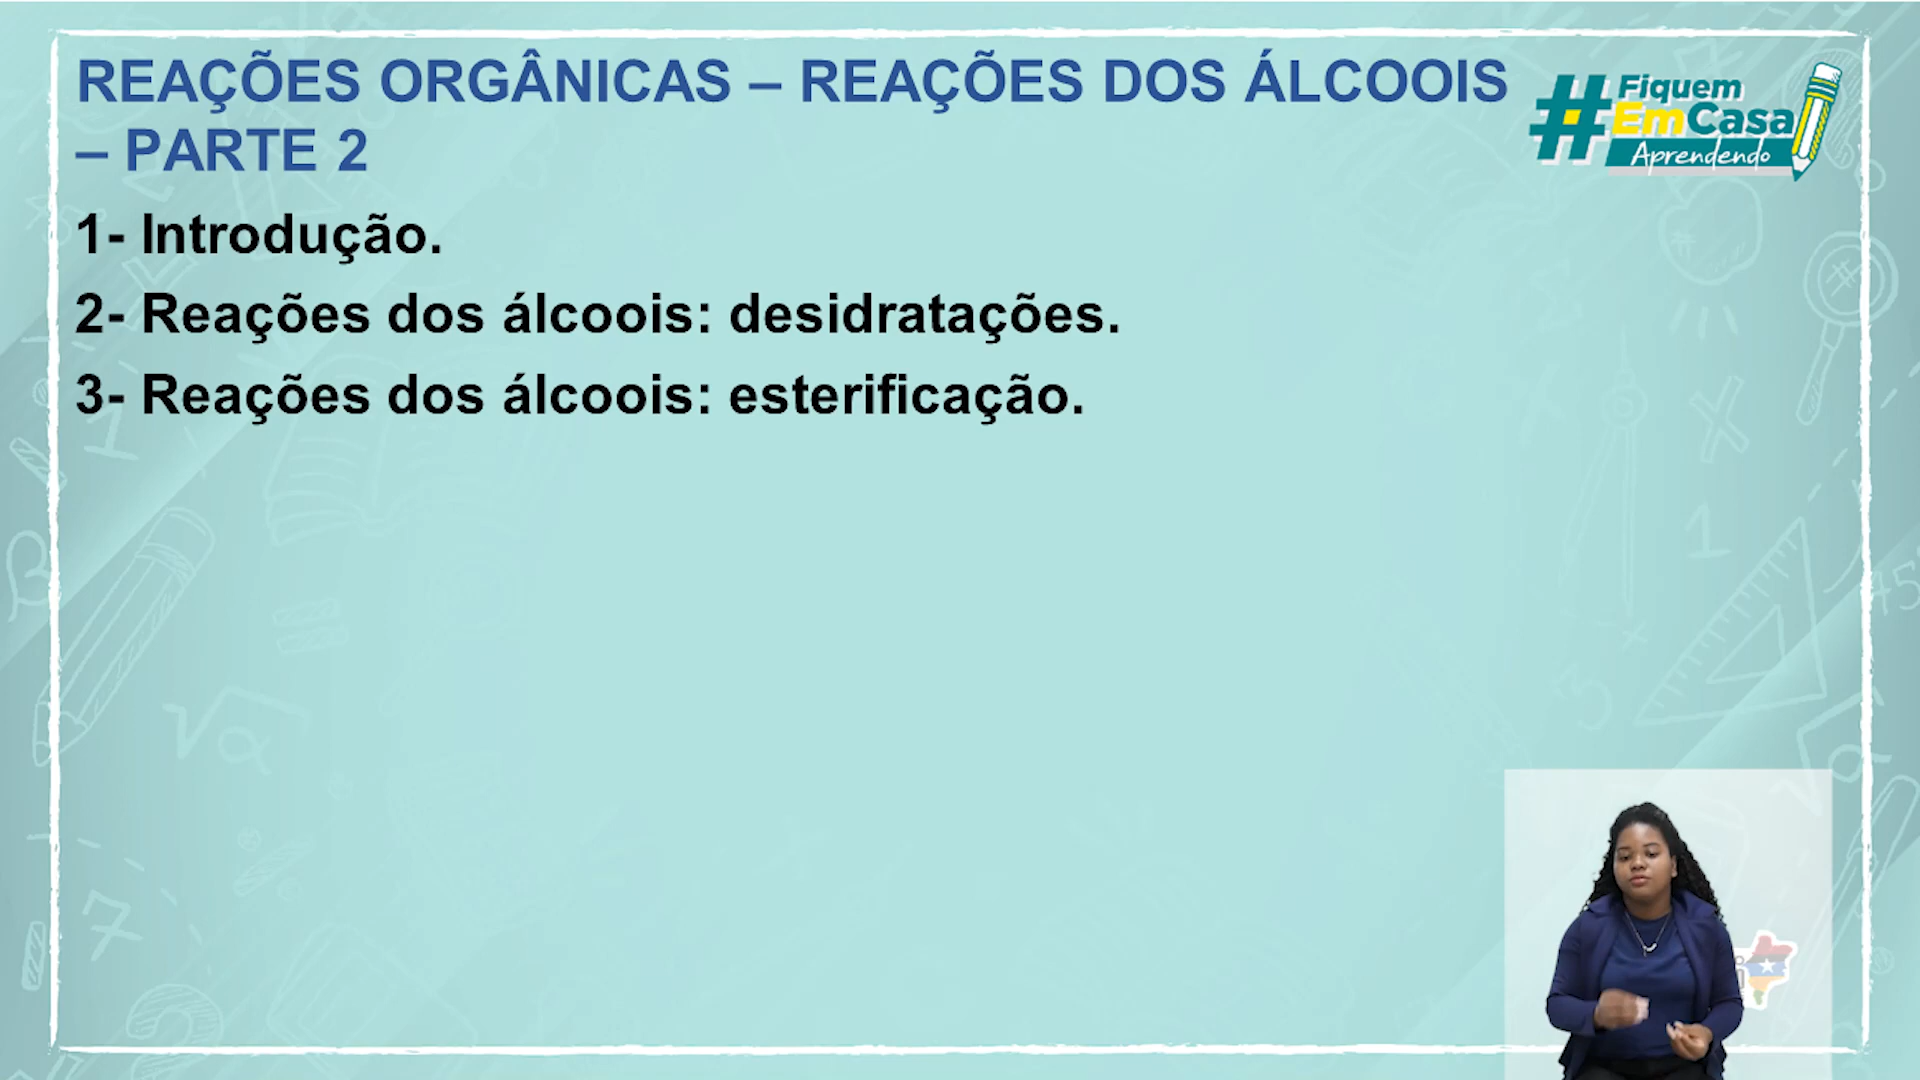 REAÇÕES ORGÂNICAS – REAÇÕES DOS ÁLCOOIS
– PARTE 2
#Fiquem
EmCasa
Aprendendo
1- Introdução.
2- Reações dos álcoois: desidratações.
3- Reações dos álcoois: esterificação.